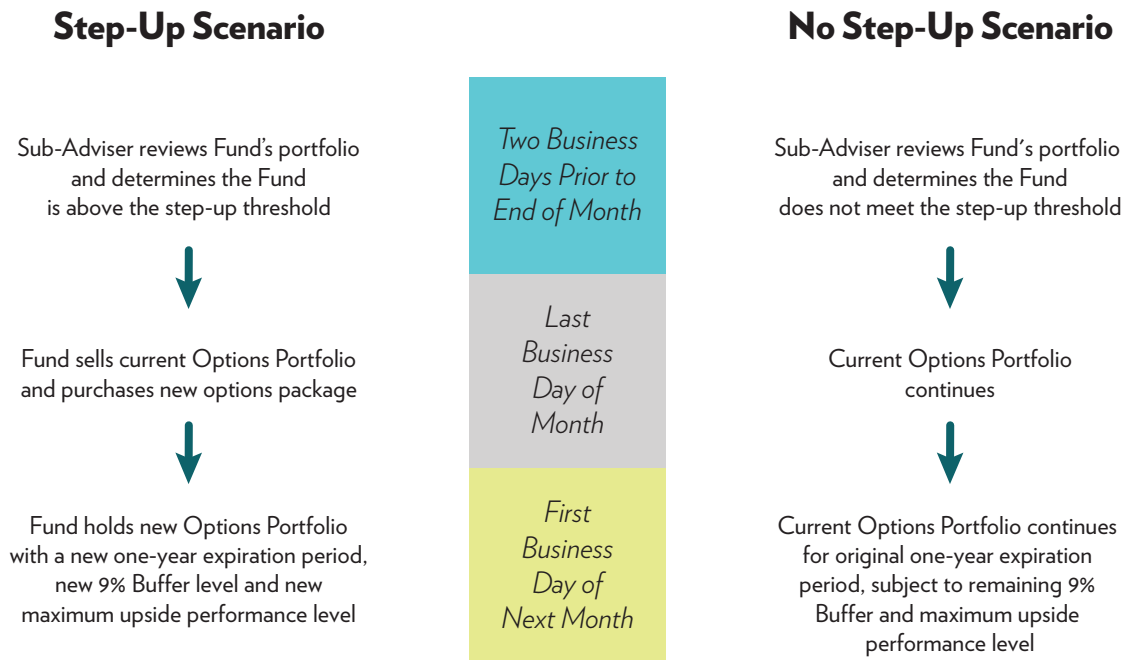 Step-Up Scenario
No Step-Up Scenario
Sub-Adviser reviews Fund's portfolio
and determines the Fund
is above the step-up threshold
Two Business
Days Prior to
End of Month
Sub-Adviser reviews Fund's portfolio
and determines the Fund
does not meet the step-up threshold
Fund sells current Options Portfolio
and purchases new options package
Last
Business
Day of
Month
Current Options Portfolio
continues
Fund holds new Options Portfolio
with a new one-year expiration period,
new 9% Buffer level and new
maximum upside performance level
First
Business
Day of
Next Month
Current Options Portfolio continues
for original one-year expiration
period, subject to remaining 9%
Buffer and maximum upside
performance level